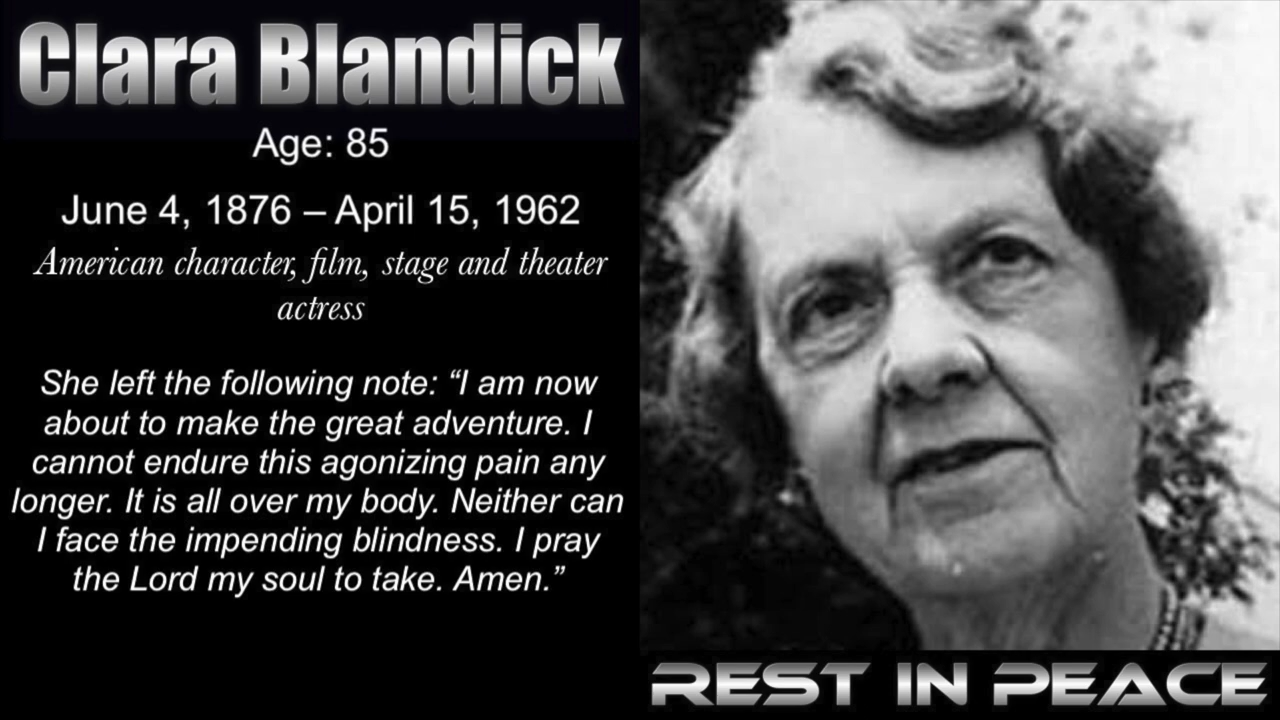 Clara Blandick
Age: 85
June 4, 1876 – April 15, 1962
American character, film, stage and theater
actress
She left the following note: “I am now
about to make the great adventure. I
cannot endure this agonizing pain any
longer. It is all over my body. Neither can
I face the impending blindness. I pray
the Lord my soul to take. Amen.”
REST IN PEACE